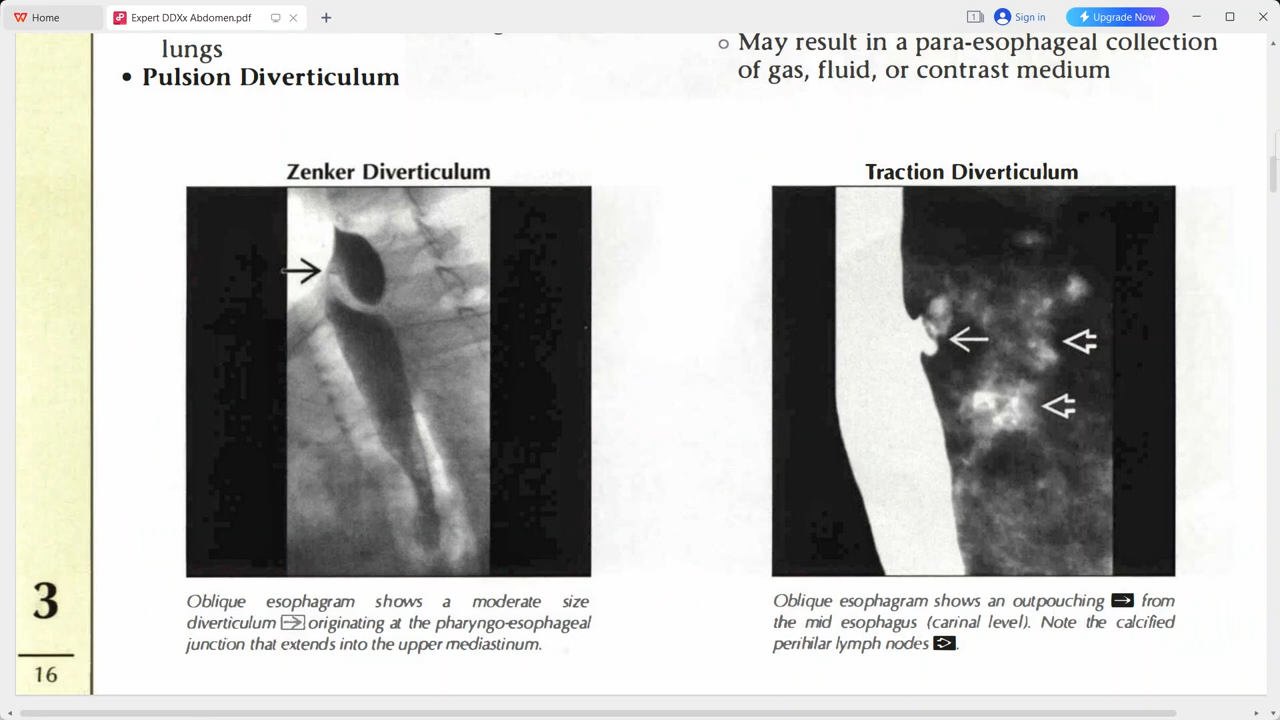 Home
Expert DDXx Abdomen.pdf
1
Sign in
Upgrade Now
lungs
• Pulsion Diverticulum
May result in a para-esophageal collection
of gas, fluid, or contrast medium
Zenker Diverticulum
Oblique esophagram shows a moderate size
diverticulum → originating at the pharyngo-esophageal
junction that extends into the upper mediastinum.
Traction Diverticulum
Oblique esophagram shows an outpouching → from
the mid esophagus (carinal level). Note the calcified
perihilar lymph nodes ⇨.
3
16